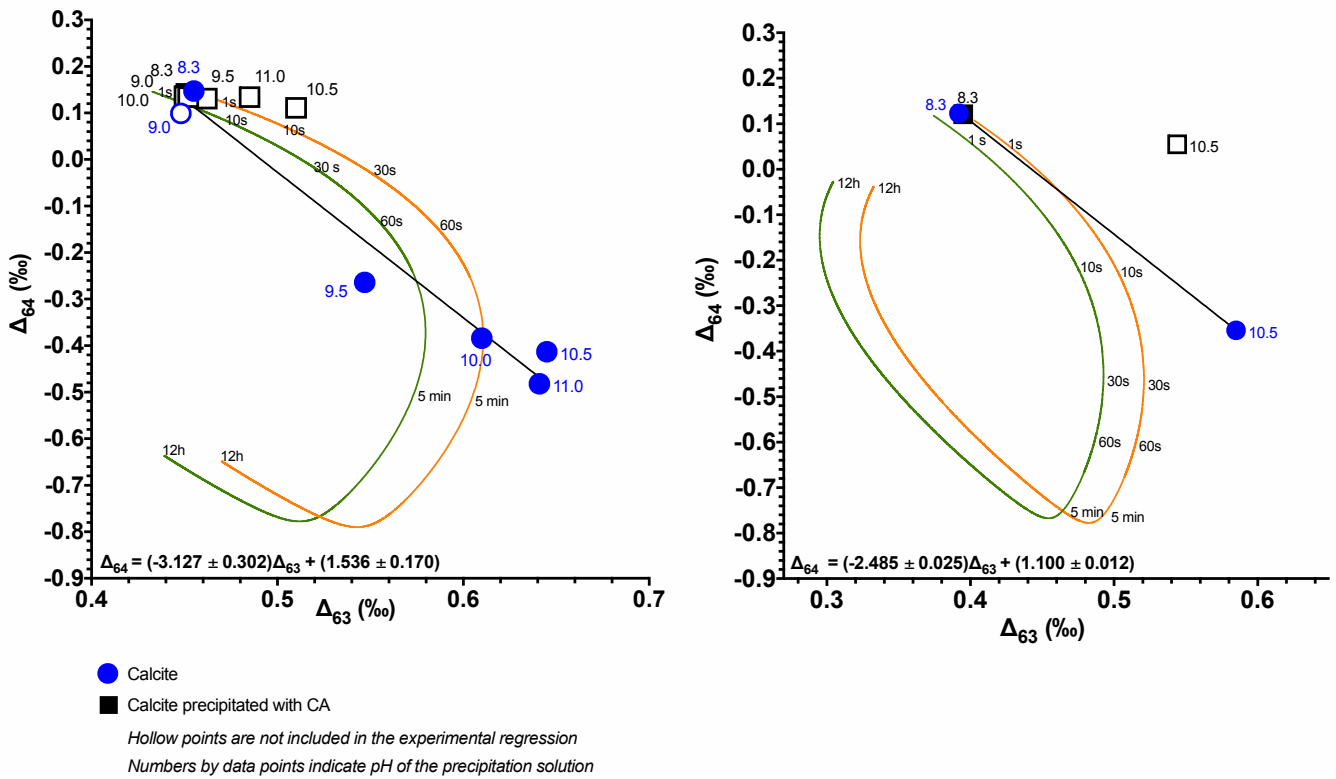 0.3
0.2
0.1
0.0
-0.1
-0.2
-0.3
-0.4
-0.5
-0.6
-0.7
-0.8
-0.9
Δ64 (‰)
0.4
0.5
0.6
0.7
Δ63 (‰)
8.3
8.3
9.5
11.0
10.5
9.0
10.0
9.0
1s
1s
10s
10s
30 s
30s
60s
60s
9.5
10.0
10.5
11.0
5 min
5 min
12h
12h
Δ64 = (-3.127 ± 0.302)Δ63 + (1.536 ± 0.170)
0.3
0.2
0.1
0.0
-0.1
-0.2
-0.3
-0.4
-0.5
-0.6
-0.7
-0.8
-0.9
Δ64 (‰)
0.3
0.4
0.5
0.6
Δ63 (‰)
8.3
8.3
1 s
1s
10.5
12h
12h
10s
10s
10.5
30s
30s
60s
60s
5 min
5 min
Δ64 = (-2.485 ± 0.025)Δ63 + (1.100 ± 0.012)
Calcite
Calcite precipitated with CA
Hollow points are not included in the experimental regression
Numbers by data points indicate pH of the precipitation solution